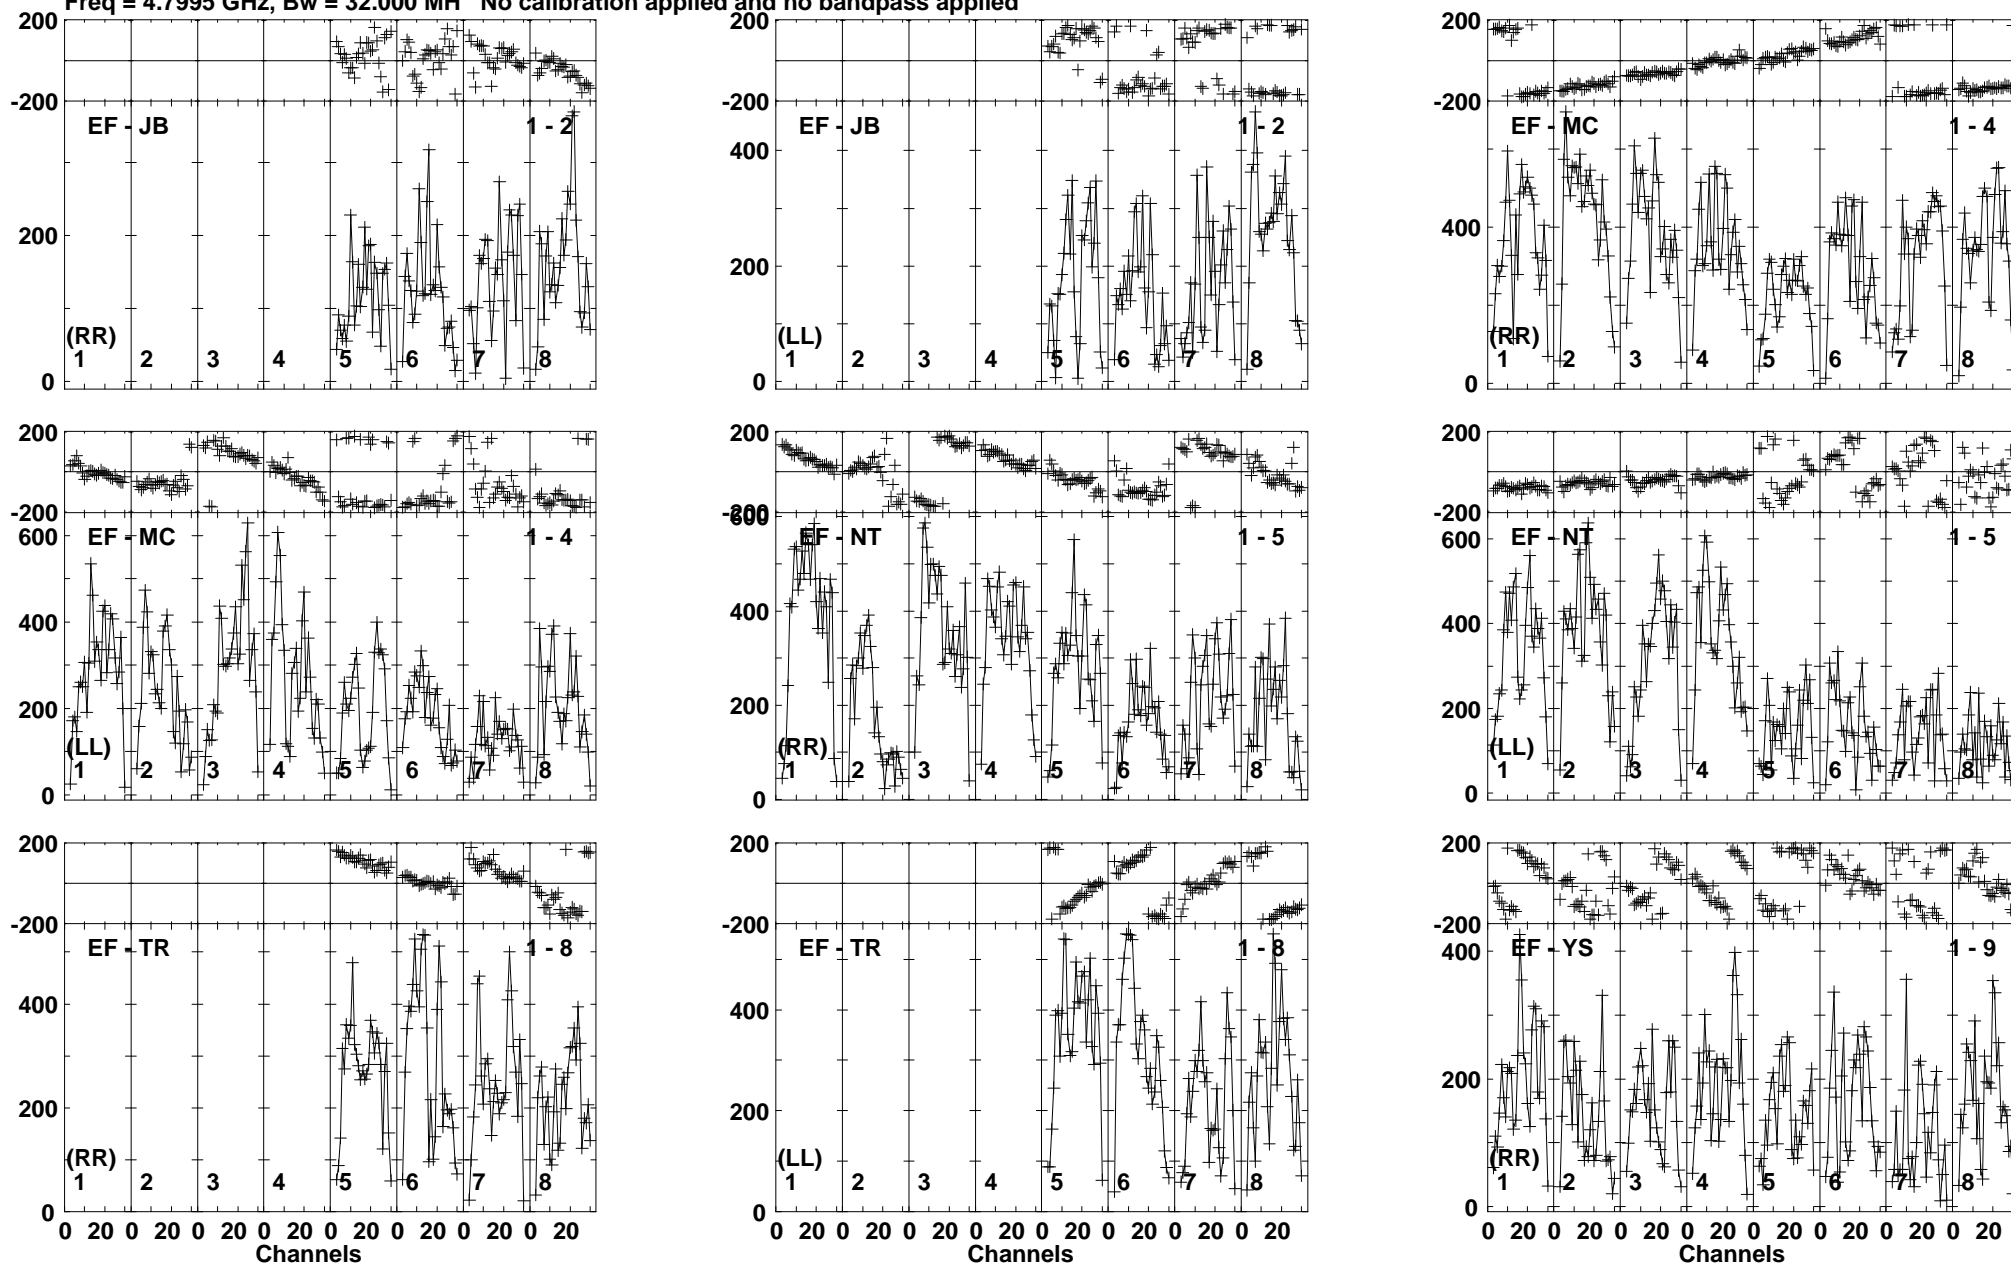 Freq = 4.7995 GHz, Bw = 32.000 MH No calibration applied and no bandpass applied
200 200 200
-200 -200 -200
EF - JB 1 - 2 EF - JB 1 - 2 EF - MC 1 - 4
400
200 200 400
(RR) (LL) (RR)
1 2 3 4 5 6 7 8 1 2 3 4 5 6 7 8 1 2 3 4 5 6 7 8
0 0 0
200 200 200
-200 -200 -200
600 600 600
EF - MC 1 - 4 EF - NT 1 - 5 EF - NT 1 - 5
400 400 400
200 200 200
(LL) (RR) (LL)
1 2 3 4 5 6 7 8 1 2 3 4 5 6 7 8 1 2 3 4 5 6 7 8
0 0 0
200 200 200
-200 -200 -200
EF - TR 1 - 8 EF - TR 1 - 8 EF - YS 1 - 9
400 400 400
200 200 200
(RR) (LL) (RR)
1 2 3 4 5 6 7 8 1 2 3 4 5 6 7 8 1 2 3 4 5 6 7 8
0 0 0
0 20 0 20 0 20 0 20 0 20 0 20 0 20 0 20 0 20 0 20 0 20 0 20 0 20 0 20 0 20 0 20 0 20 0 20 0 20 0 20 0 20 0 20 0 20 0 20
Channels Channels Channels